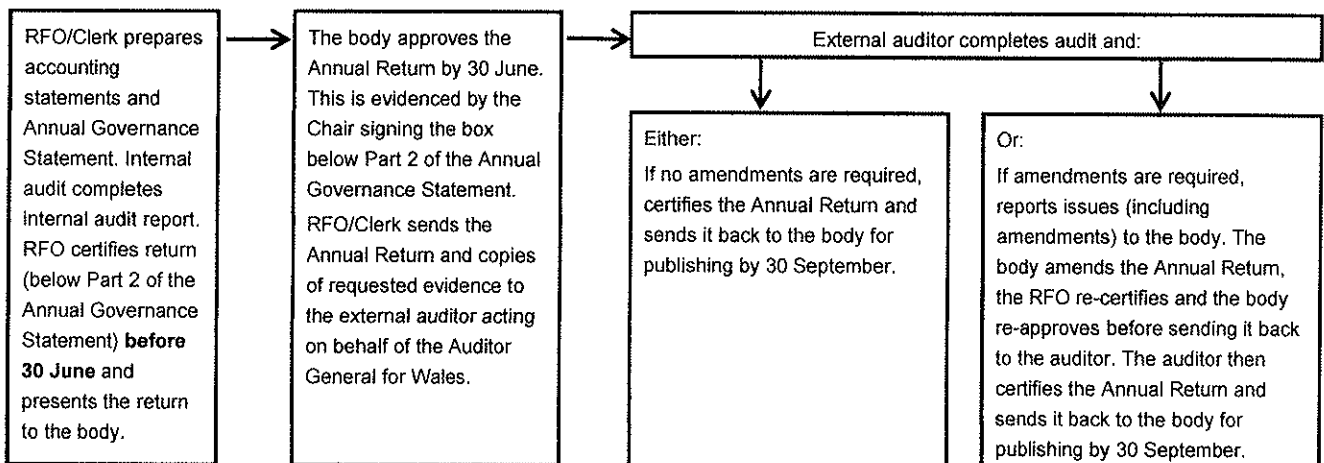 RFO/Clerk prepares
accounting
statements and
Annual Governance
Statement. Internal
audit completes
internal audit report.
RFO certifies return
(below Part 2 of the
Annual Governance
Statement) before
30 June and
presents the return
to the body.
The body approves the
Annual Return by 30 June.
This is evidenced by the
Chair signing the box
below Part 2 of the Annual
Governance Statement.
RFO/Clerk sends the
Annual Return and copies
of requested evidence to
the external auditor acting
on behalf of the Auditor
General for Wales.
External auditor completes audit and:
Either:
If no amendments are required,
certifies the Annual Return and
sends it back to the body for
publishing by 30 September.
Or:
If amendments are required,
reports issues (including
amendments) to the body. The
body amends the Annual Return,
the RFO re-certifies and the body
re-approves before sending it back
to the auditor. The auditor then
certifies the Annual Return and
sends it back to the body for
publishing by 30 September.